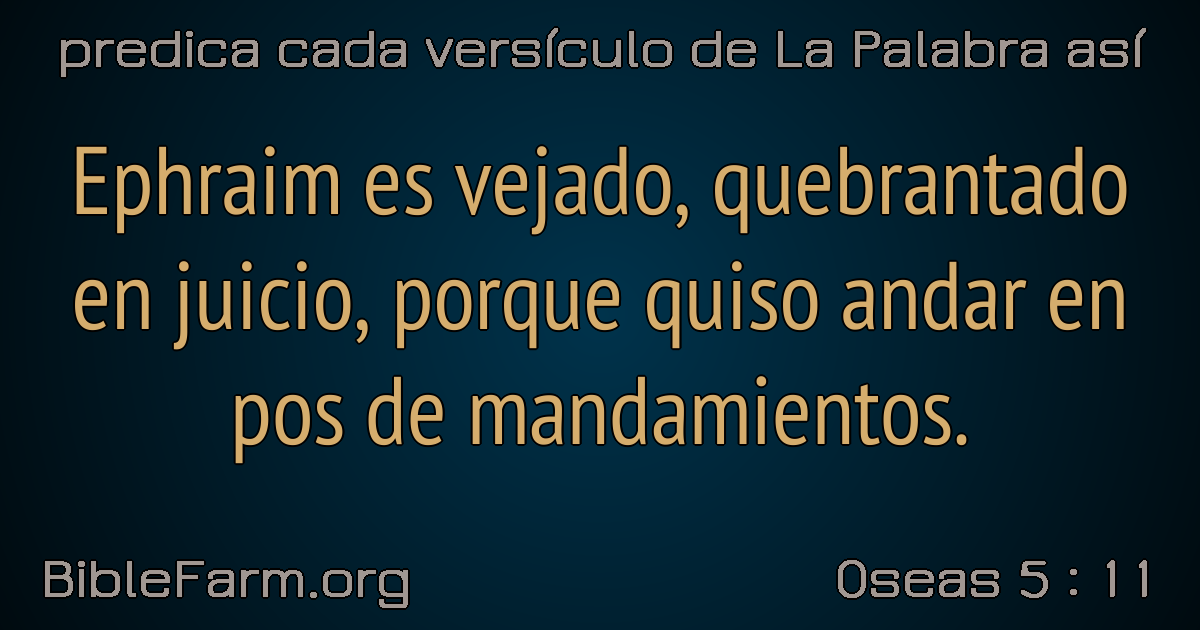 predica cada versículo de La Palabra así
Ephraim es vejado, quebrantado
en juicio, porque quiso andar en
pos de mandamientos.
BibleFarm.org
Oseas 5 : 11